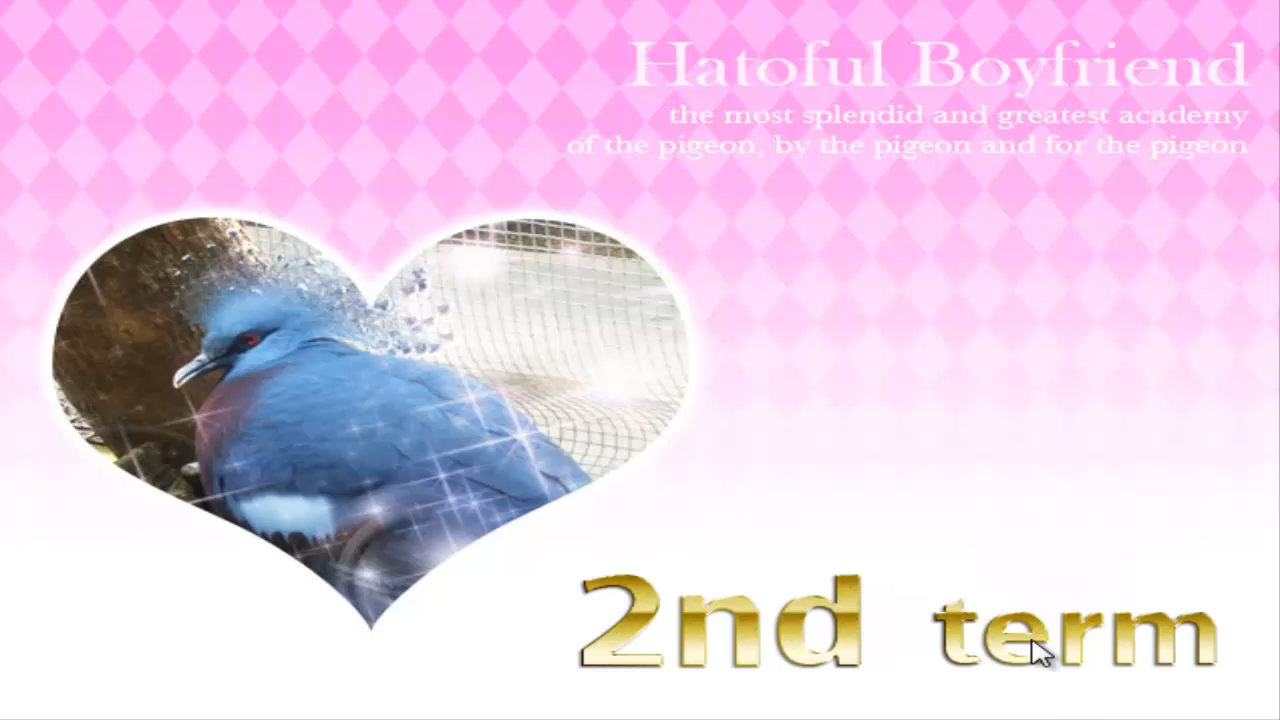 Hatoful Boyfriend
the most splendid and greatest academy
of the pigeon, by the pigeon and for the pigeon
2nd term